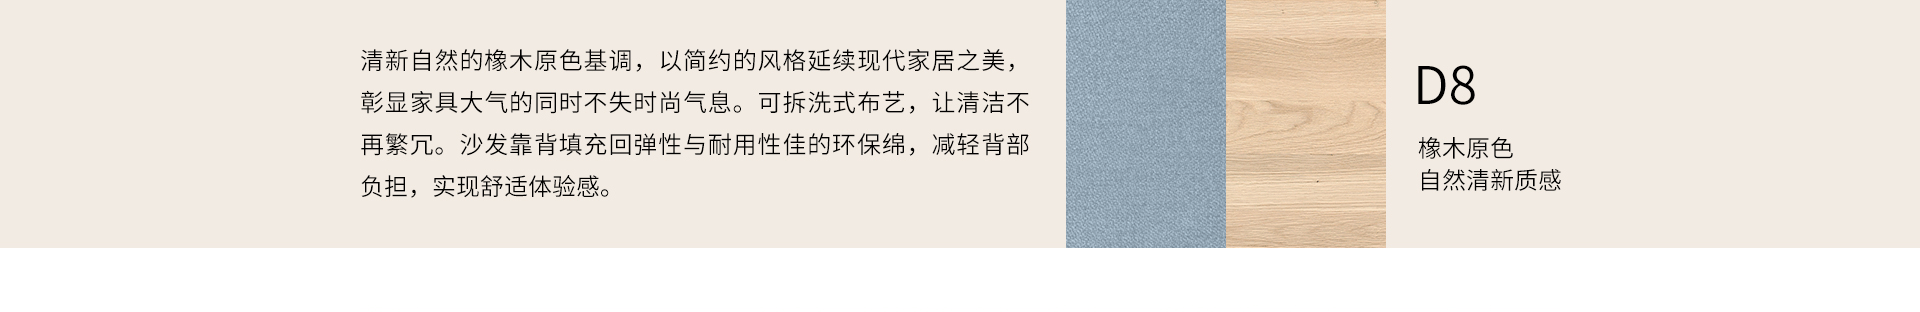 清新自然的橡木原色基调，以简约的风格延续现代家居之美，
彰显家具大气的同时不失时尚气息。可拆洗式布艺，让清洁不
再繁冗。沙发靠背填充回弹性与耐用性佳的环保绵，减轻背部
负担，实现舒适体验感。
D8
橡木原色
自然清新质感